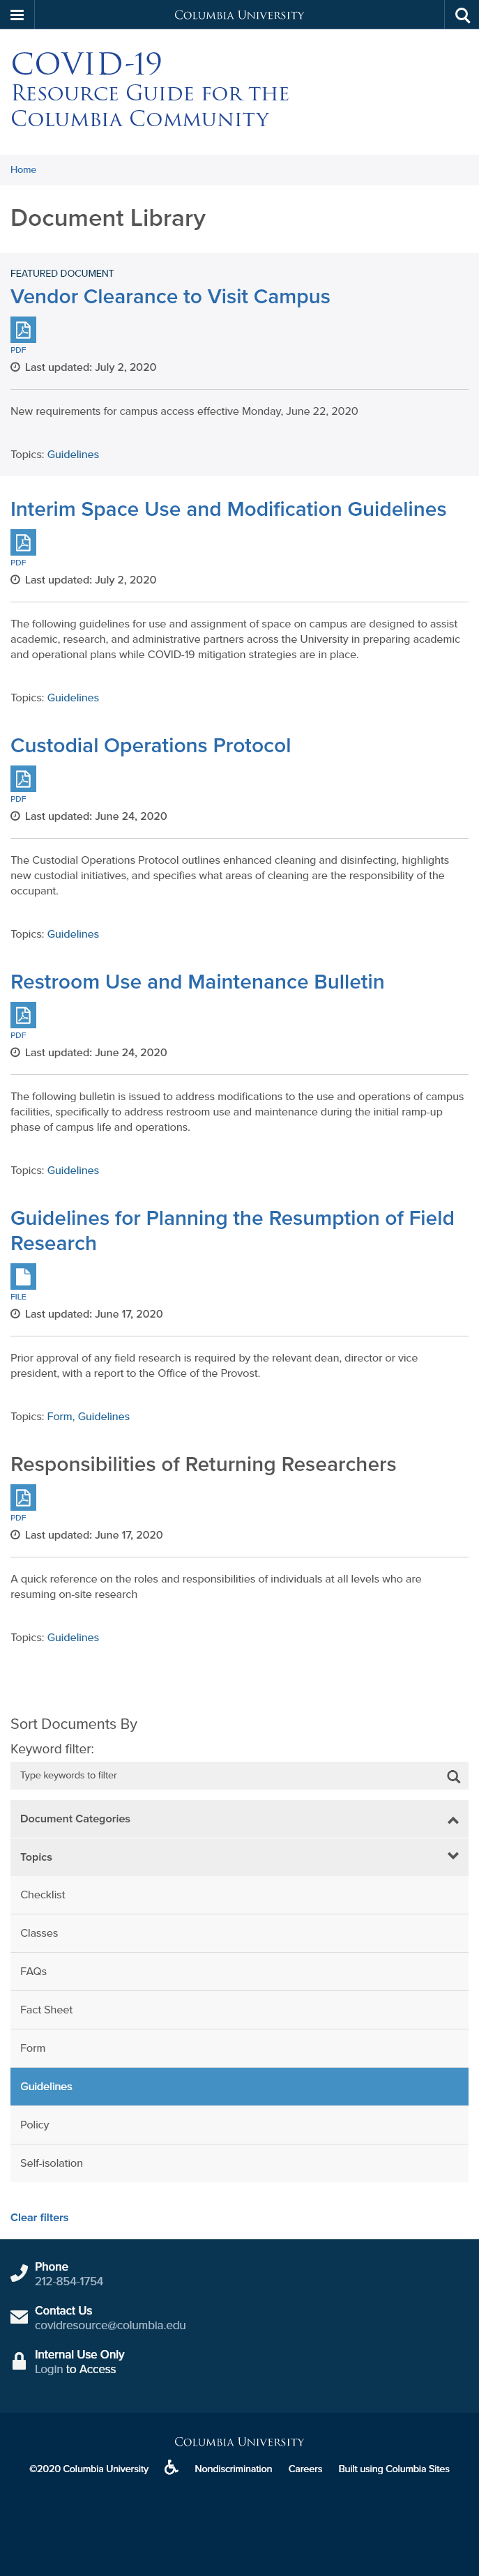 Columbia University
COVID-19
Resource Guide for the
Columbia Community
Home
Document Library
FEATURED DOCUMENT
Vendor Clearance to Visit Campus
PDF
Last updated: July 2, 2020
New requirements for campus access effective Monday, June 22, 2020
Topics: Guidelines
Interim Space Use and Modification Guidelines
PDF
Last updated: July 2, 2020
The following guidelines for use and assignment of space on campus are designed to assist
academic, research, and administrative partners across the University in preparing academic
and operational plans while COVID-19 mitigation strategies are in place.
Topics: Guidelines
Custodial Operations Protocol
PDF
Last updated: June 24, 2020
The Custodial Operations Protocol outlines enhanced cleaning and disinfecting, highlights
new custodial initiatives, and specifies what areas of cleaning are the responsibility of the
occupant.
Topics: Guidelines
Restroom Use and Maintenance Bulletin
PDF
Last updated: June 24, 2020
The following bulletin is issued to address modifications to the use and operations of campus
facilities, specifically to address restroom use and maintenance during the initial ramp-up
phase of campus life and operations.
Topics: Guidelines
Guidelines for Planning the Resumption of Field
Research
FILE
Last updated: June 17, 2020
Prior approval of any field research is required by the relevant dean, director or vice
president, with a report to the Office of the Provost.
Topics: Form, Guidelines
Responsibilities of Returning Researchers
PDF
Last updated: June 17, 2020
A quick reference on the roles and responsibilities of individuals at all levels who are
resuming on-site research
Topics: Guidelines
Sort Documents By
Keyword filter:
Type keywords to filter
Document Categories
Topics
Checklist
Classes
FAQs
Fact Sheet
Form
Guidelines
Policy
Self-isolation
Clear filters
Phone
212-854-1754
Contact Us
covidresource@columbia.edu
Internal Use Only
Login to Access
Columbia University
©2020 Columbia University Nondiscrimination Careers Built using Columbia Sites